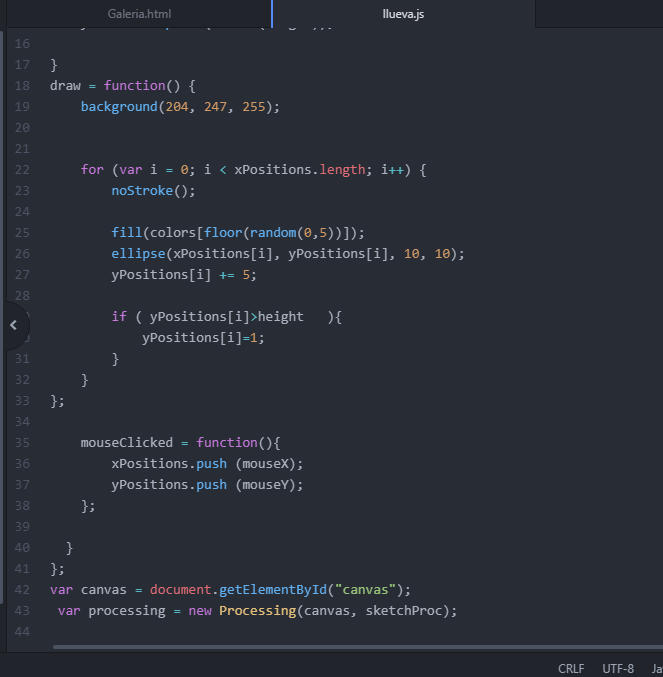 Galeria.html
llueva.js
16
17 }
18 draw = function() {
19 background(204, 247, 255);
20
21
22 for (var i = 0; i < xPositions.length; i++) {
23 noStroke();
24
25 fill(colors[floor(random(0,5))]);
26 ellipse(xPositions[i], yPositions[i], 10, 10);
27 yPositions[i] += 5;
28
if ( yPositions[i]>height   ){
yPositions[i]=1;
31 }
32 }
33 };
34
35 mouseClicked = function(){
36 xPositions.push (mouseX);
37 yPositions.push (mouseY);
38 };
39
40 }
41 };
42 var canvas = document.getElementById("canvas");
43 var processing = new Processing(canvas, sketchProc);
44
CRLF UTF-8 Ja